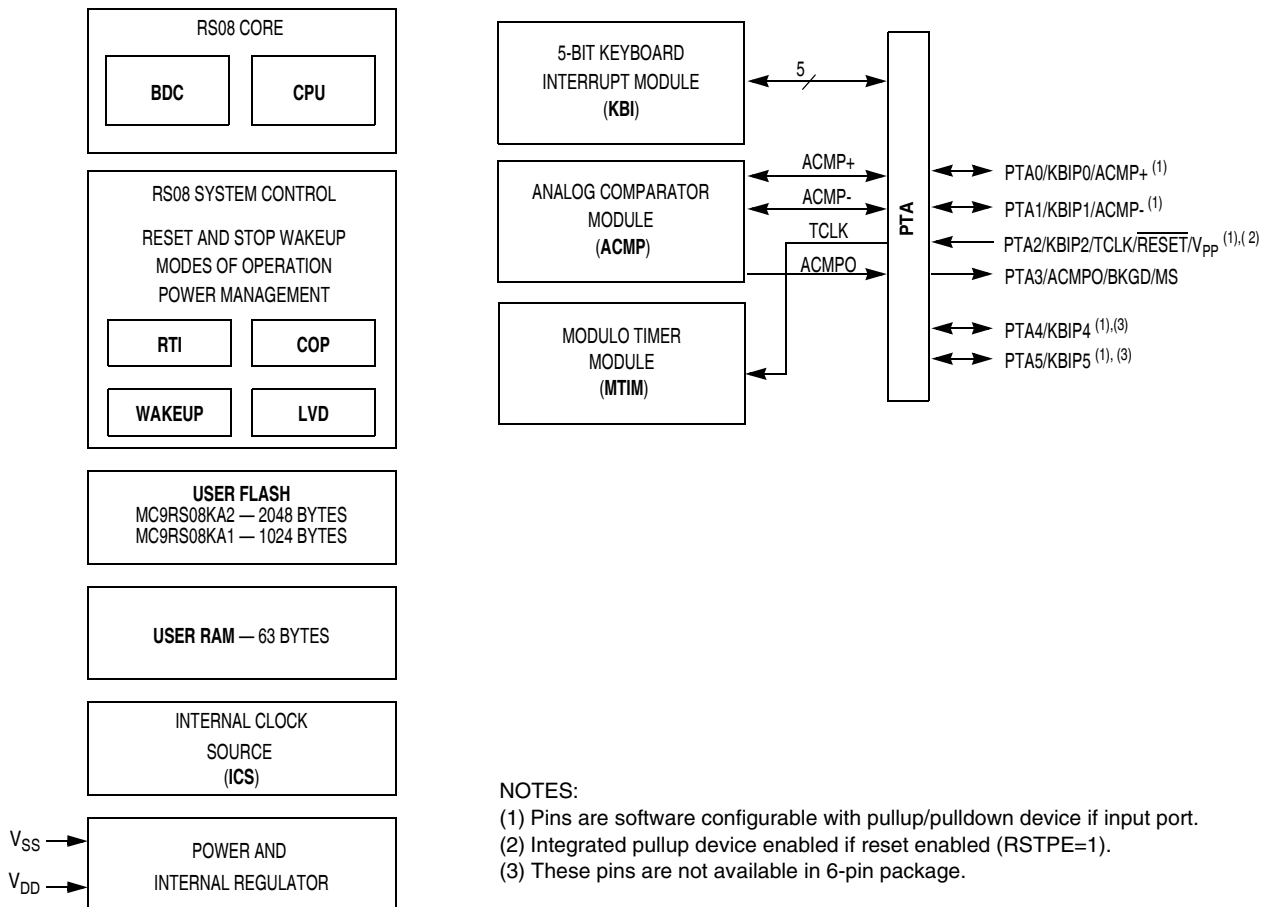 RS08 CORE
BDC
CPU
RS08 SYSTEM CONTROL
RESET AND STOP WAKEUP
MODES OF OPERATION
POWER MANAGEMENT
RTI
COP
WAKEUP
LVD
USER FLASH
MC9RS08KA2 — 2048 BYTES
MC9RS08KA1 — 1024 BYTES
USER RAM — 63 BYTES
INTERNAL CLOCK
SOURCE
(ICS)
VSS
VDD
POWER AND
INTERNAL REGULATOR
5-BIT KEYBOARD
INTERRUPT MODULE
(KBI)
5
ANALOG COMPARATOR
MODULE
(ACMP)
ACMP+
ACMP-
TCLK
ACMPO
MODULO TIMER
MODULE
(MTIM)
PTA
PTA0/KBIP0/ACMP+ (1)
PTA1/KBIP1/ACMP- (1)
PTA2/KBIP2/TCLK/RESET/VPP (1),( 2)
PTA3/ACMPO/BKGD/MS
PTA4/KBIP4 (1),(3)
PTA5/KBIP5 (1), (3)
NOTES:
(1) Pins are software configurable with pullup/pulldown device if input port.
(2) Integrated pullup device enabled if reset enabled (RSTPE=1).
(3) These pins are not available in 6-pin package.